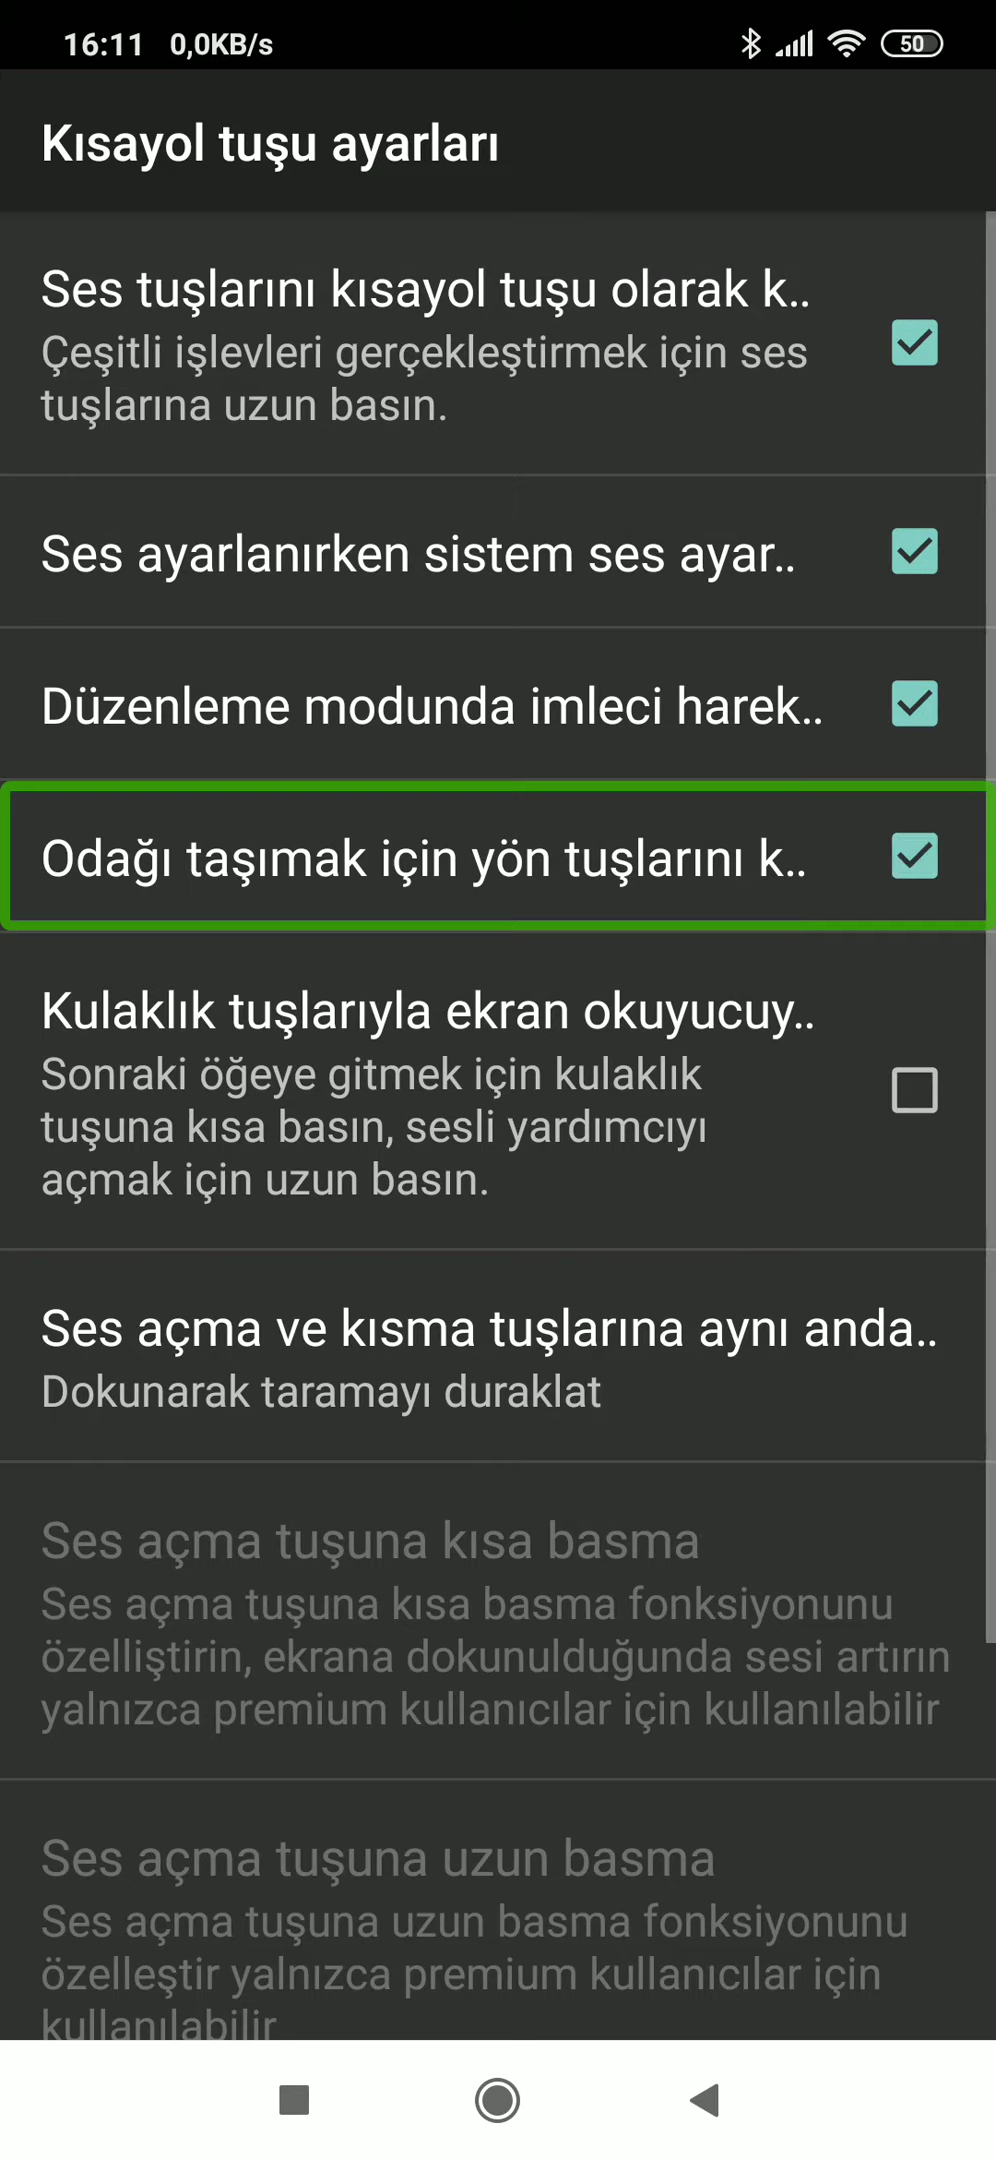 16:11 0,0KB/s 50
Kısayol tuşu ayarları
Ses tuşlarını kısayol tuşu olarak k..
Çeşitli işlevleri gerçekleştirmek için ses
tuşlarına uzun basın.
Ses ayarlanırken sistem ses ayar..
Düzenleme modunda imleci harek..
Odağı taşımak için yön tuşlarını k..
Kulaklık tuşlarıyla ekran okuyucuy..
Sonraki öğeye gitmek için kulaklık
tuşuna kısa basın, sesli yardımcıyı
açmak için uzun basın.
Ses açma ve kısma tuşlarına aynı anda..
Dokunarak taramayı duraklat
Ses açma tuşuna kısa basma
Ses açma tuşuna kısa basma fonksiyonunu
özelliştirin, ekrana dokunulduğunda sesi artırın
yalnızca premium kullanıcılar için kullanılabilir
Ses açma tuşuna uzun basma
Ses açma tuşuna uzun basma fonksiyonunu
özelleştir yalnızca premium kullanıcılar için
kullanılabilir